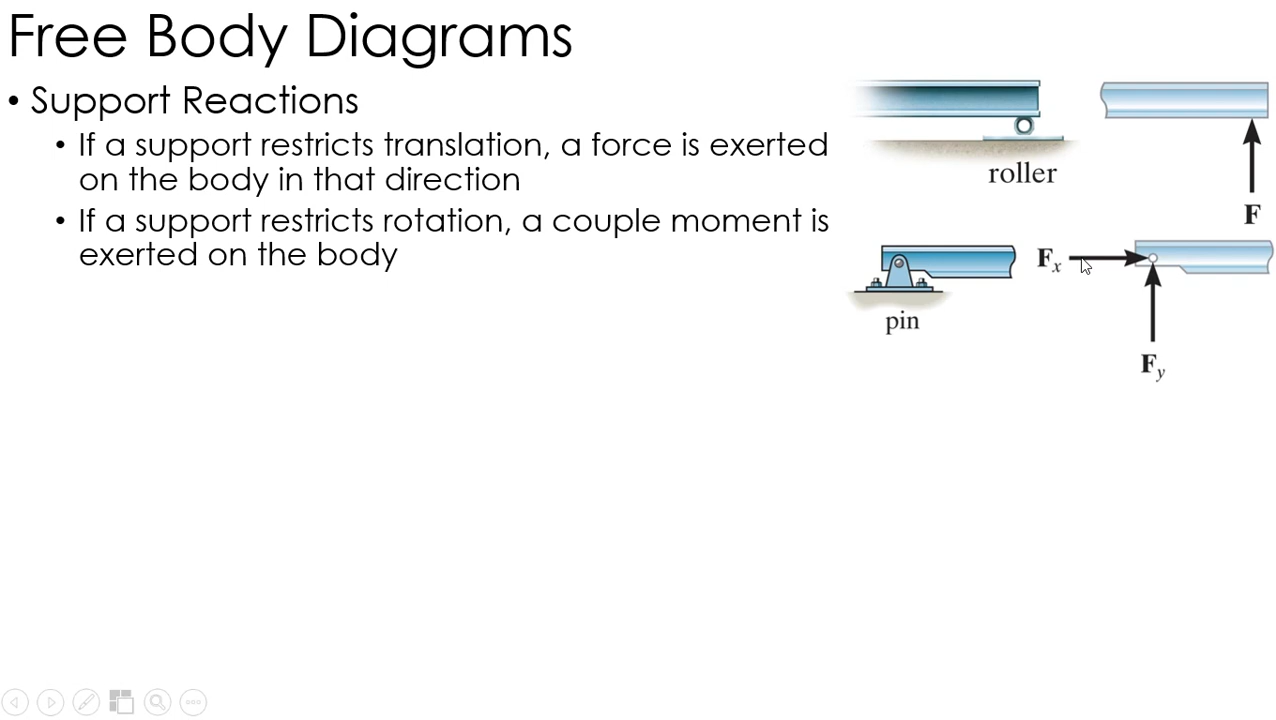 Free Body Diagrams
• Support Reactions
• If a support restricts translation, a force is exerted
on the body in that direction
• If a support restricts rotation, a couple moment is
exerted on the body
roller
F
pin
Fx
Fy